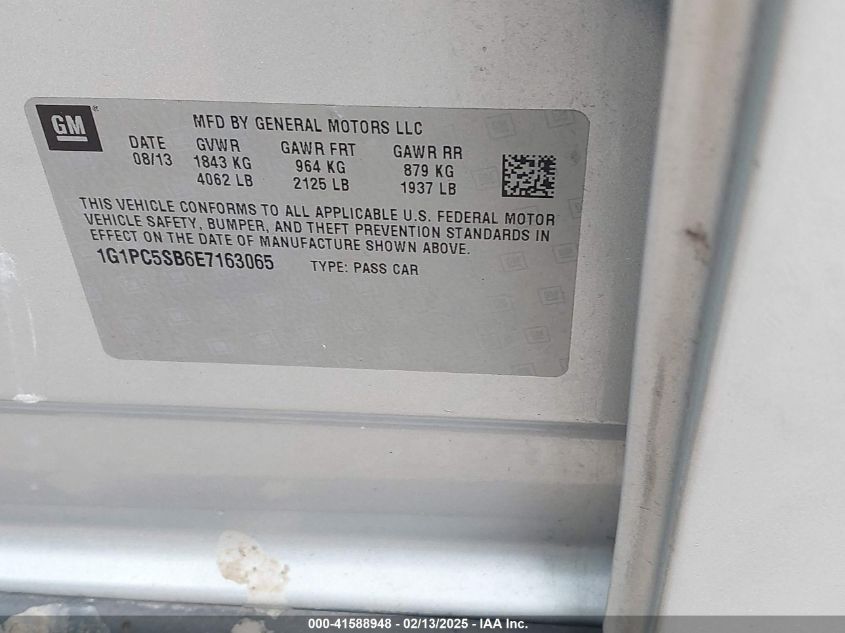 GM
MFD BY GENERAL MOTORS LLC
DATE GVWR GAWR FRT GAWR RR
08/13 1843 KG 964 KG 879 KG
4062 LB 2125 LB 1937 LB
THIS VEHICLE CONFORMS TO ALL APPLICABLE U.S. FEDERAL MOTOR
VEHICLE SAFETY, BUMPER, AND THEFT PREVENTION STANDARDS IN
EFFECT ON THE DATE OF MANUFACTURE SHOWN ABOVE.
1G1PC5SB6E7163065 TYPE: PASS CAR
000-41588948 - 02/13/2025 - IAA Inc.